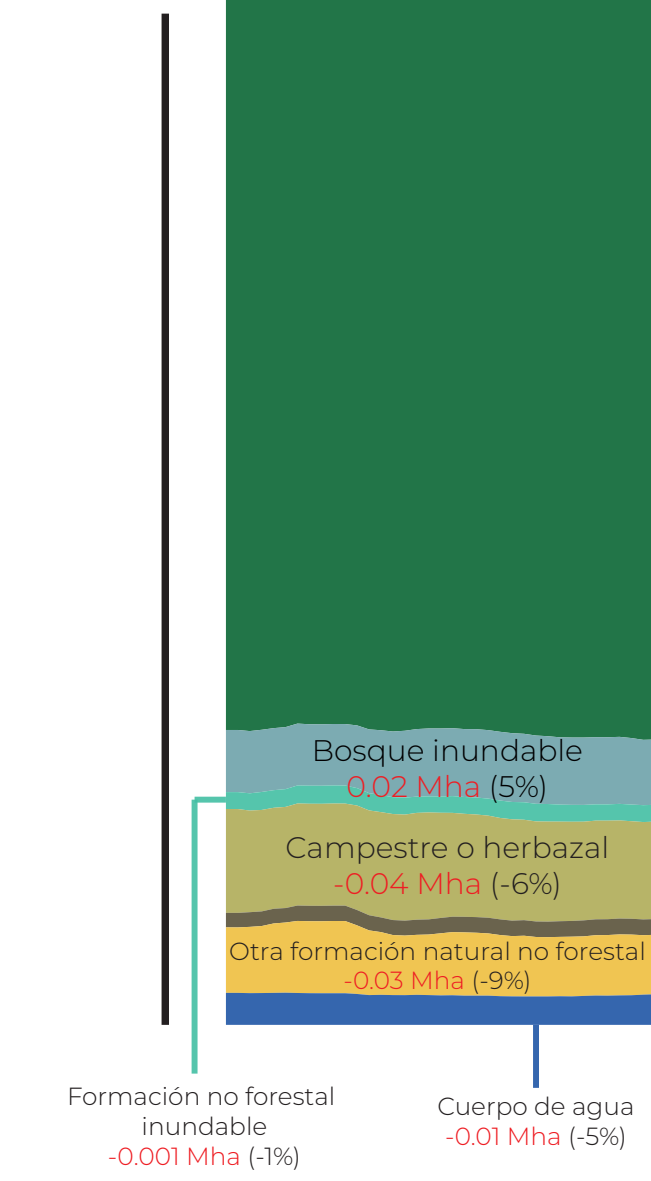 Bosque inundable
0.02 Mha (5%)
Campestre o herbazal
-0.04 Mha (-6%)
Otra formación natural no forestal
-0.03 Mha (-9%)
Formación no forestal
inundable
-0.001 Mha (-1%)
Cuerpo de agua
-0.01 Mha (-5%)